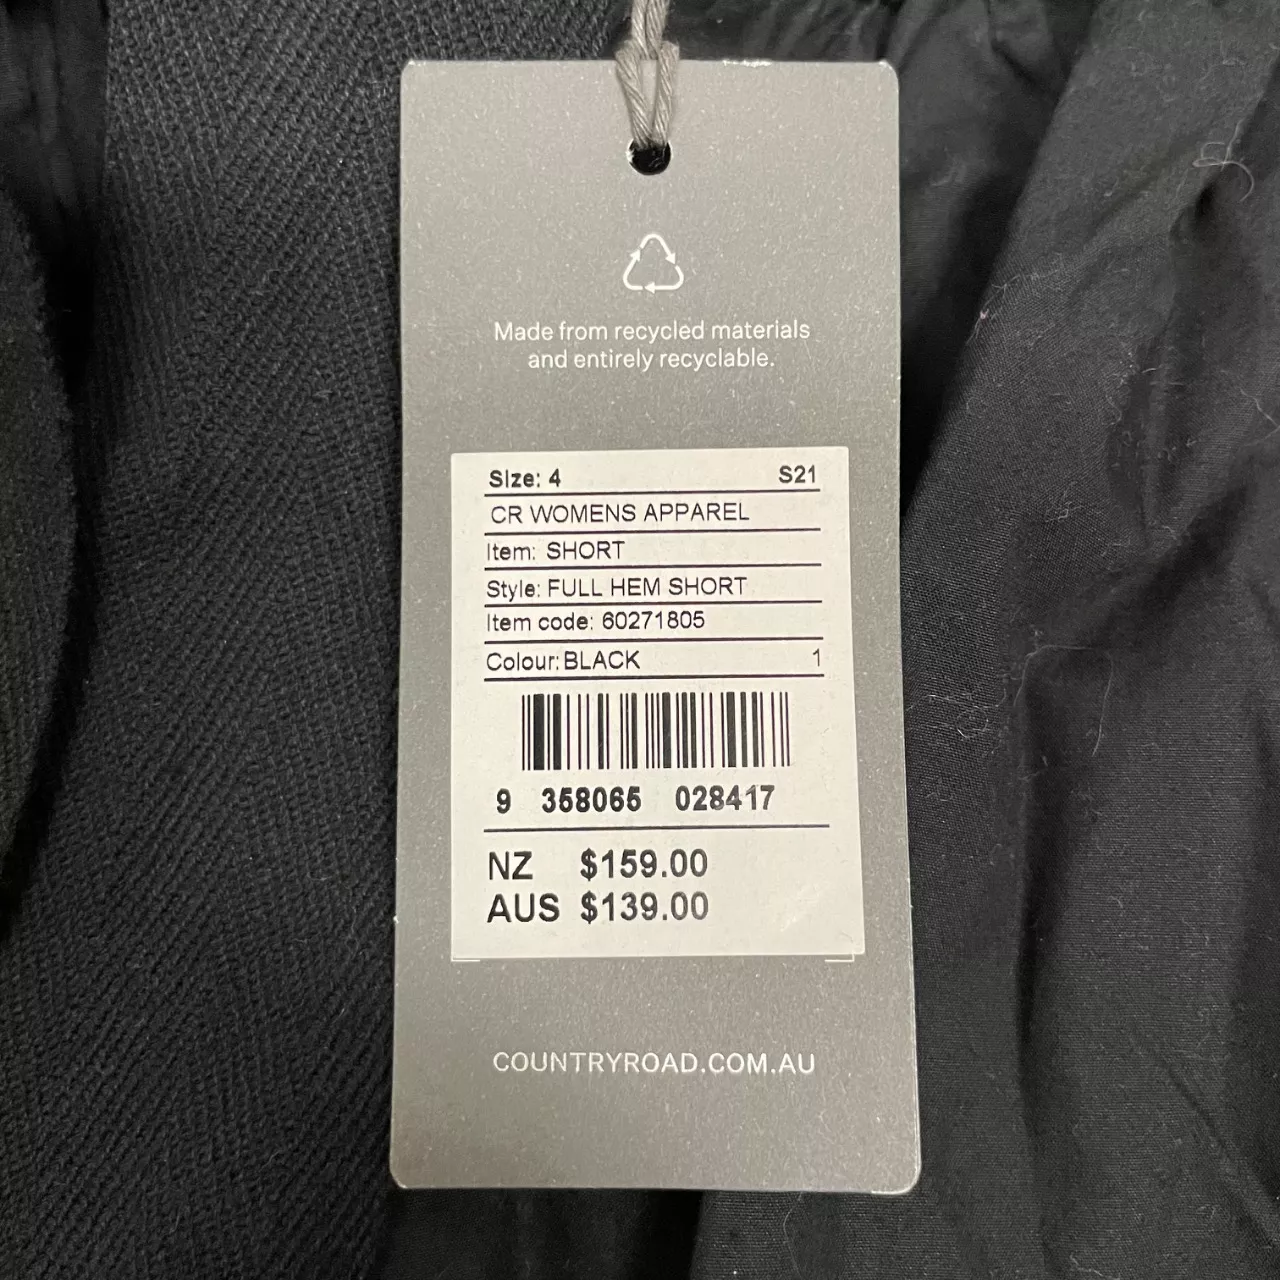 Made from recycled materials
and entirely recyclable.
Size: 4 S21
CR WOMENS APPAREL
Item: SHORT
Style: FULL HEM SHORT
Item code: 60271805
Colour: BLACK 1
9 358065 028417
NZ $159.00
AUS $139.00
COUNTRYROAD.COM.AU